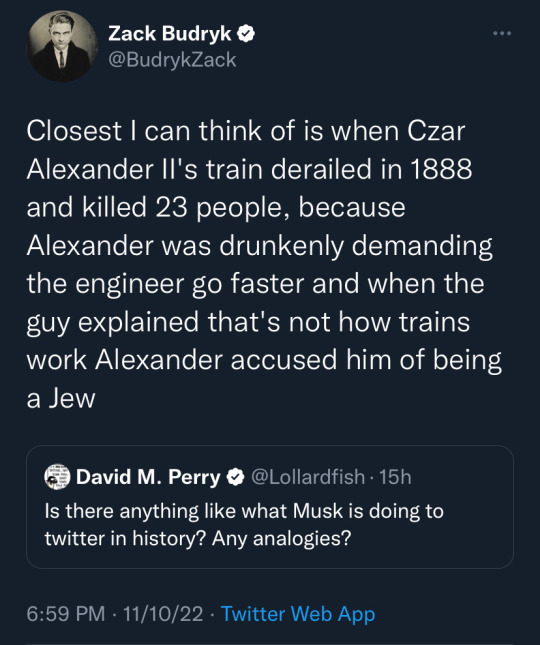 Zack Budryk
@BudrykZack
Closest I can think of is when Czar
Alexander II's train derailed in 1888
and killed 23 people, because
Alexander was drunkenly demanding
the engineer go faster and when the
guy explained that's not how trains
work Alexander accused him of being
a Jew
David M. Perry @Lollardfish · 15h
Is there anything like what Musk is doing to
twitter in history? Any analogies?
6:59 PM · 11/10/22 · Twitter Web App